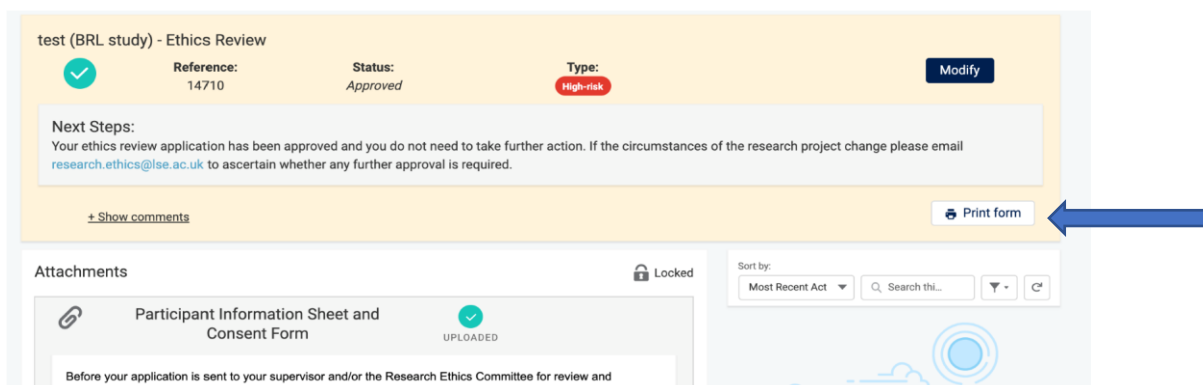 test (BRL study) - Ethics Review
Reference: Status: Type:
14710 Approved High-risk
Modify
Next Steps:
Your ethics review application has been approved and you do not need to take further action. If the circumstances of the research project change please email
research.ethics@lse.ac.uk to ascertain whether any further approval is required.
+ Show comments
Print form
Attachments
Locked
Participant Information Sheet and
Consent Form
UPLOADED
Before your application is sent to your supervisor and/or the Research Ethics Committee for review and
Sort by:
Most Recent Act
Search thi...